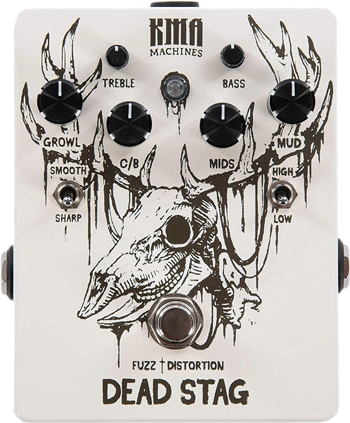 KMA
MACHINES
TREBLE
BASS
GROWL
C/B
MIDS
MUD
SMOOTH
HIGH
SHARP
LOW
FUZZ † DISTORTION
DEAD STAG